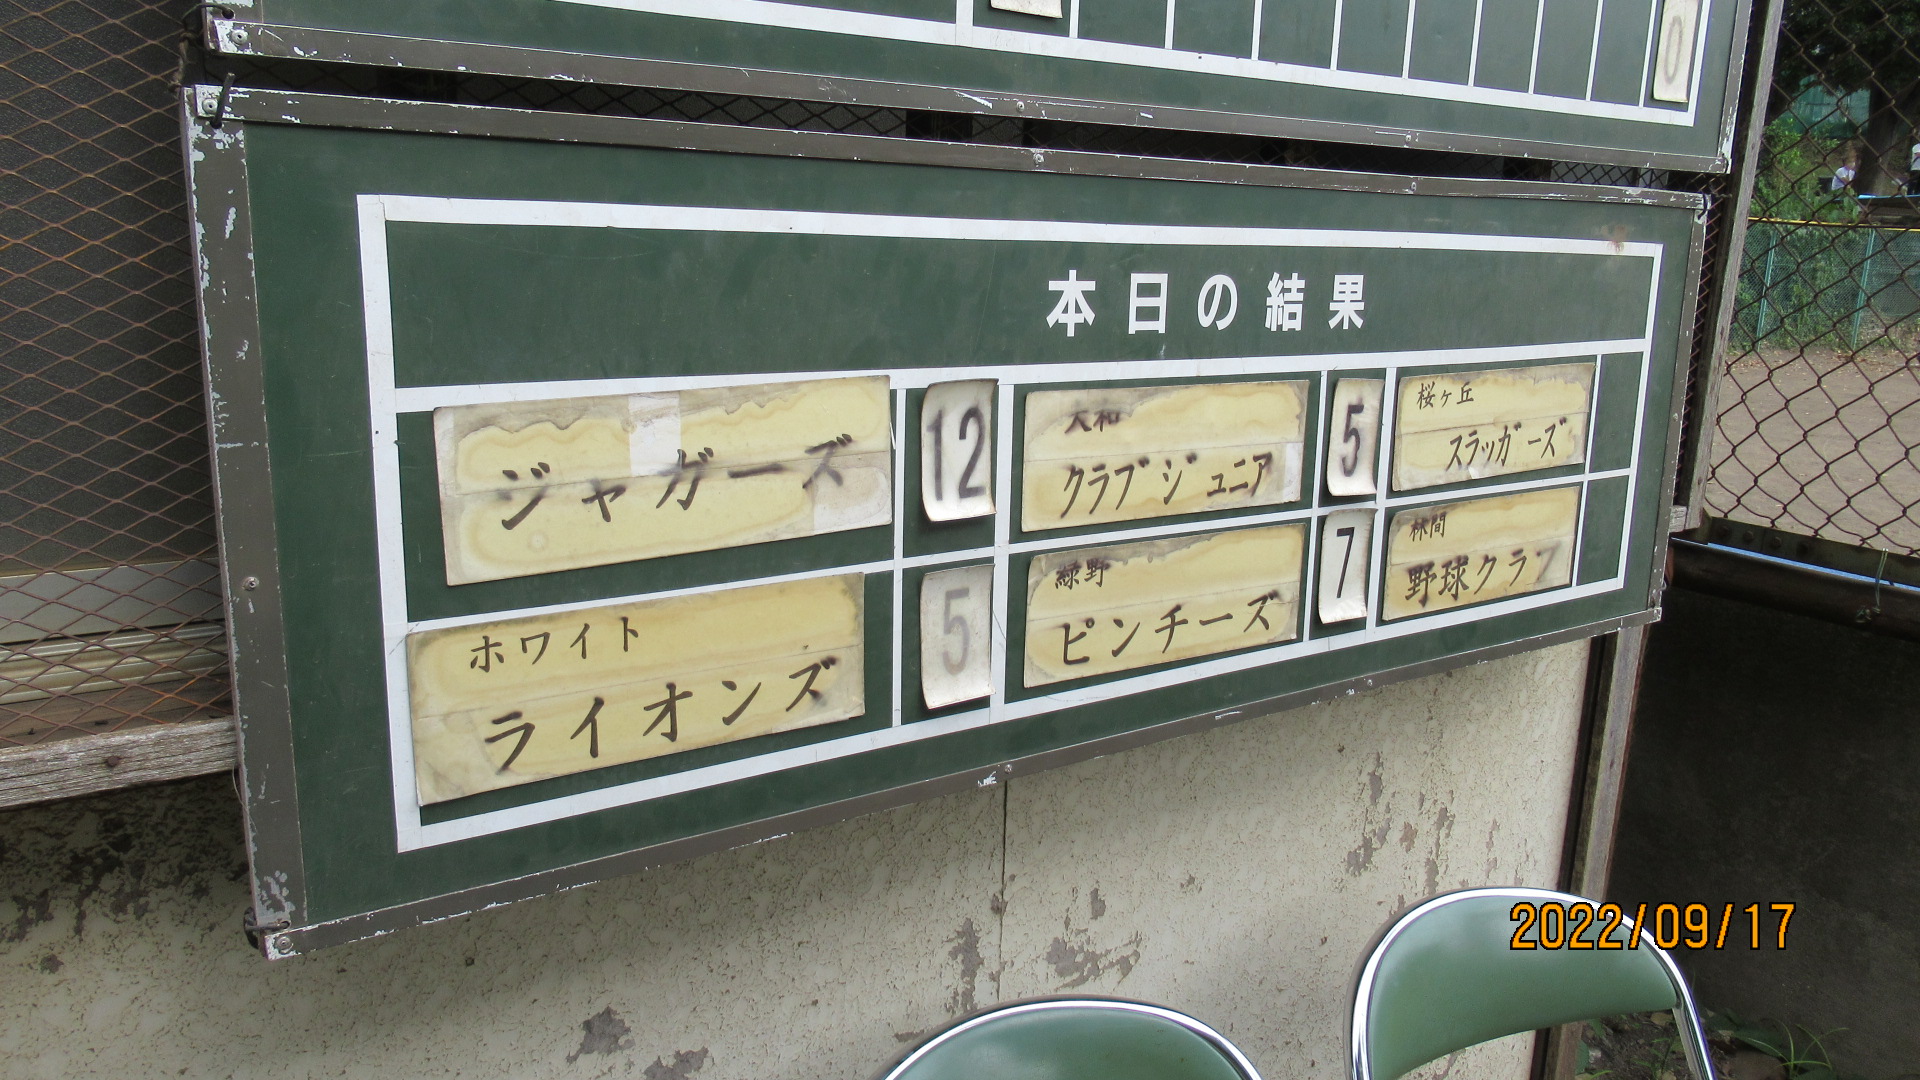 0
本日の結果
ジャガーズ
12
大和
クラブジュニア
5
桜ヶ丘
スラッガーズ
ホワイト
ライオンズ
5
緑野
ピンチーズ
7
林間
野球クラブ
2022/09/17